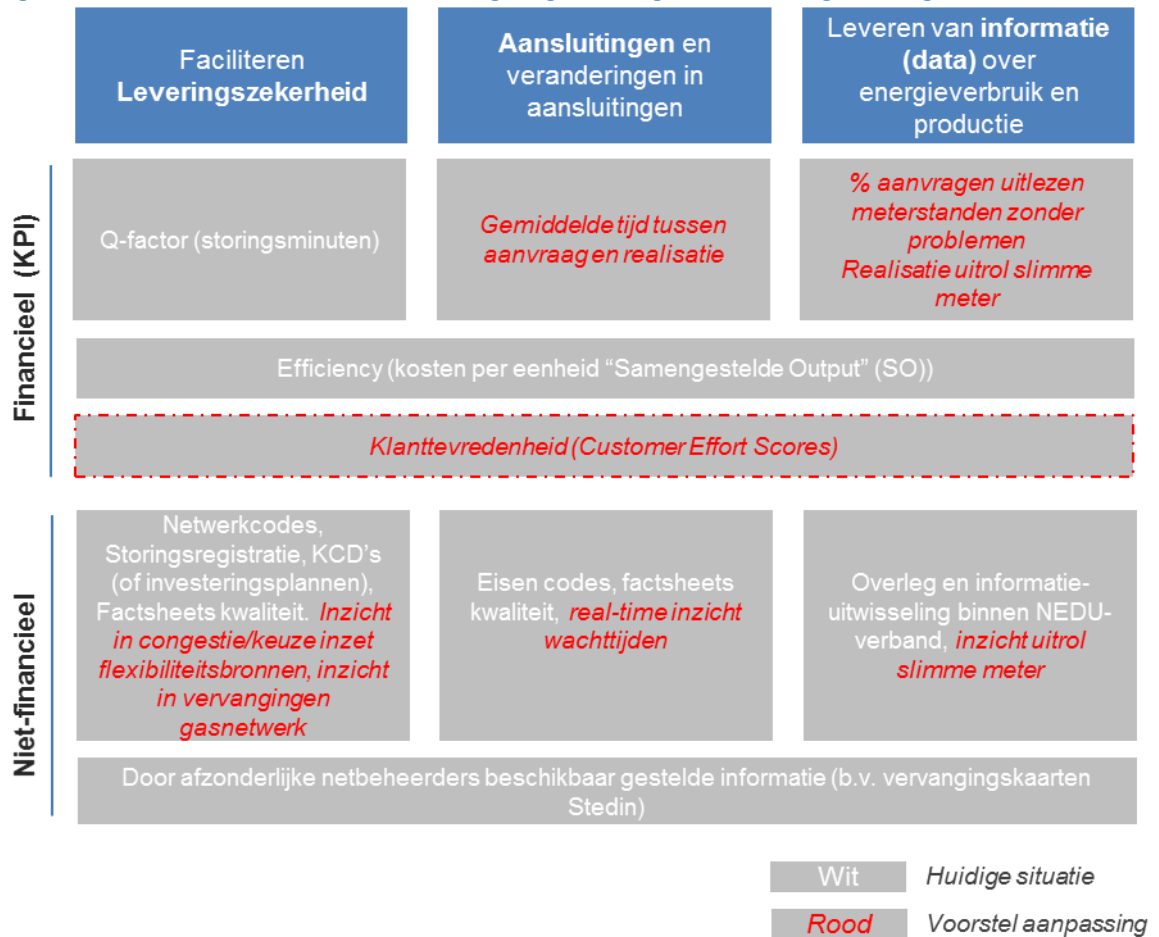 Faciliteren
Leveringszekerheid
Aansluitingen en
veranderingen in
aansluitingen
Leveren van informatie
(data) over
energieverbruik en
productie
Financieel (KPI)
Q-factor (storingsminuten)
Gemiddelde tijd tussen
aanvraag en realisatie
% aanvragen uitlezen
meterstanden zonder
problemen
Realisatie uitrol slimme
meter
Efficiency (kosten per eenheid “Samengestelde Output” (SO))
Klanttevredenheid (Customer Effort Scores)
Niet-financieel
Netwerkcodes,
Storingsregistratie, KCD's
(of investeringsplannen),
Factsheets kwaliteit. Inzicht
in congestie/keuze inzet
flexibiliteitsbronnen, inzicht
in vervangingen
gasnetwerk
Eisen codes, factsheets
kwaliteit, real-time inzicht
wachttijden
Overleg en informatie-
uitwisseling binnen NEDU-
verband, inzicht uitrol
slimme meter
Door afzonderlijke netbeheerders beschikbaar gestelde informatie (b.v. vervangingskaarten
Stedin)
Wit Huidige situatie
Rood Voorstel aanpassing